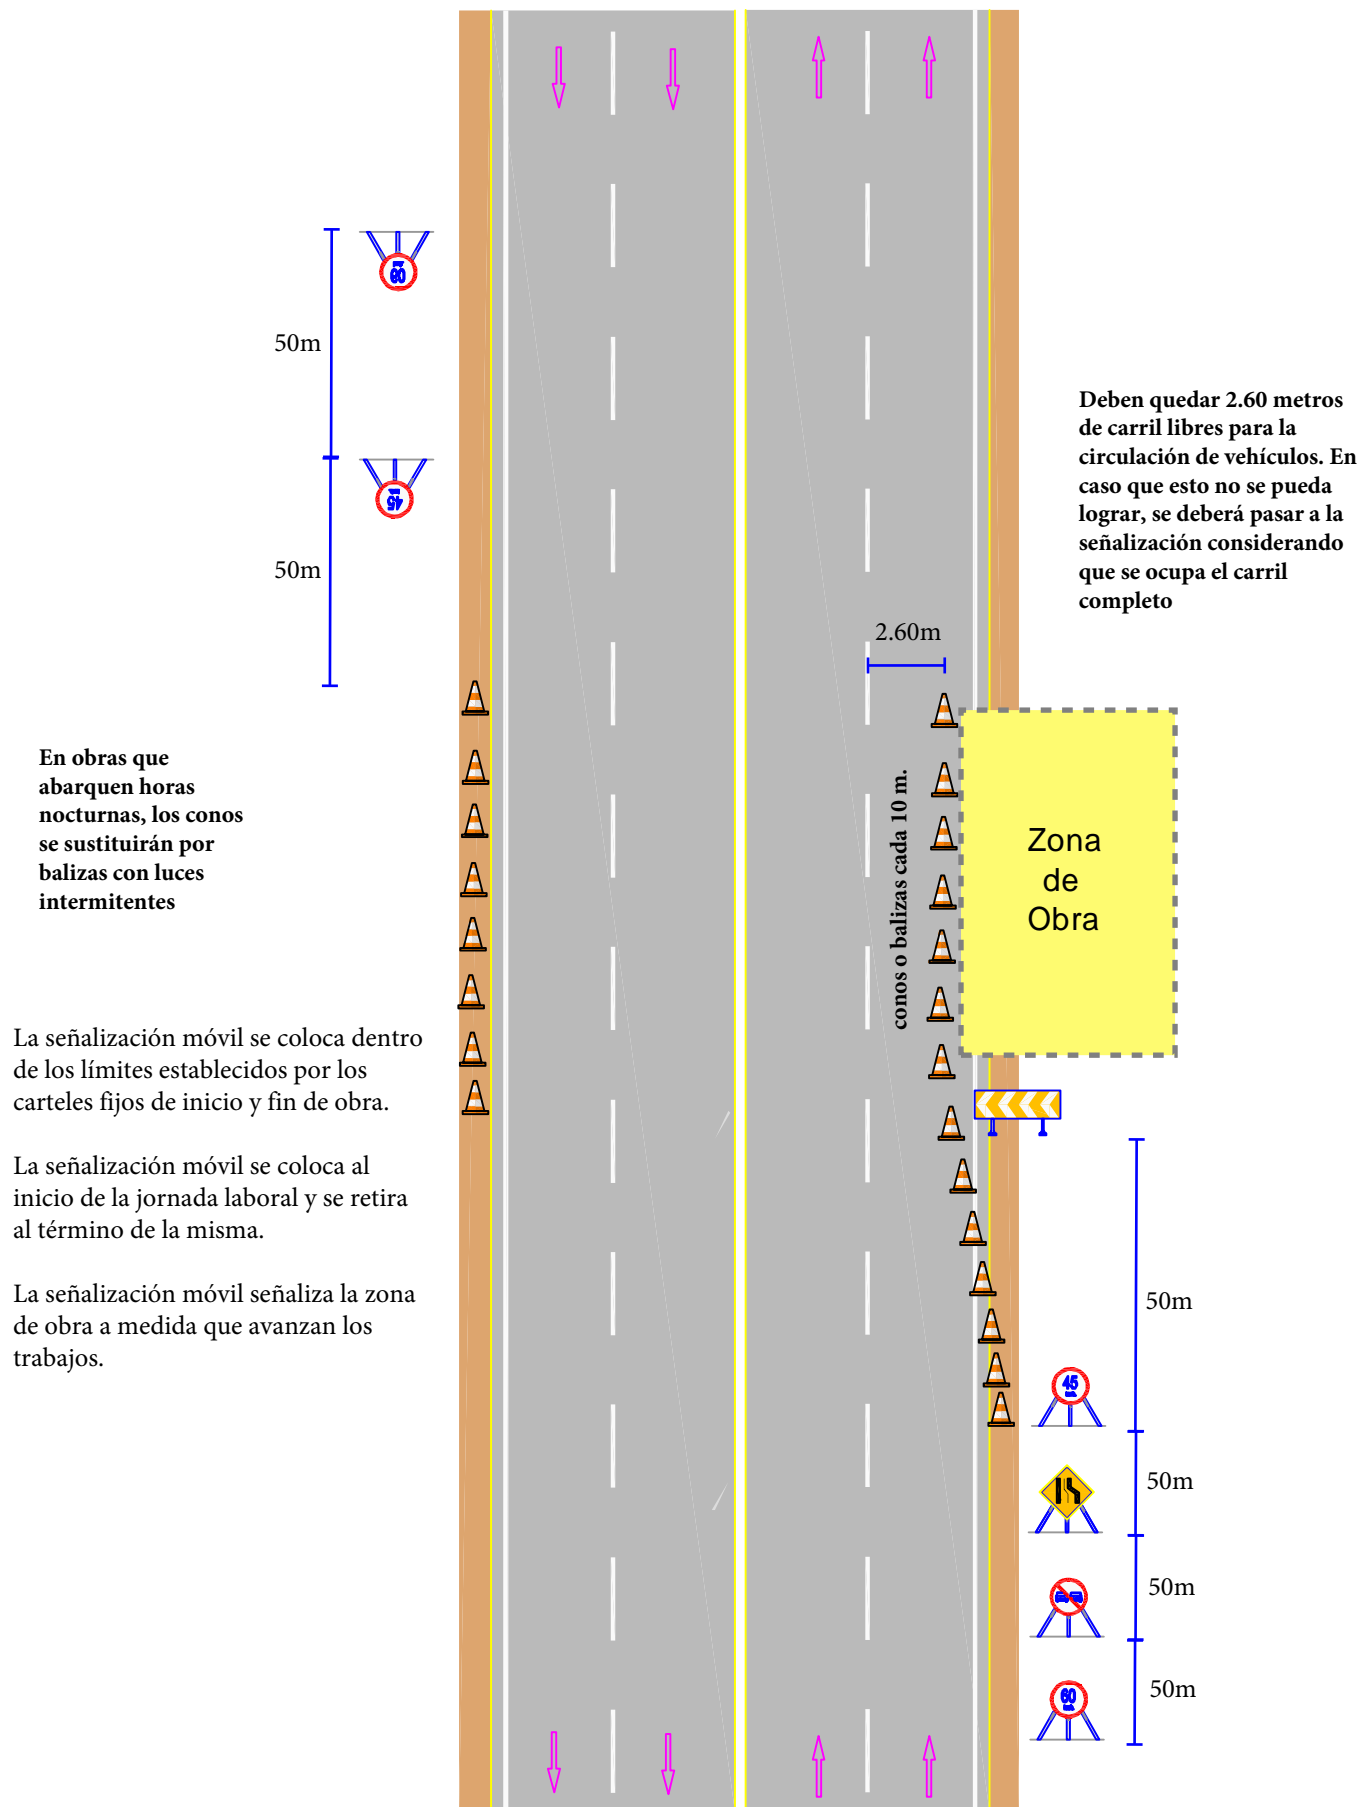 60
50m
45
50m
Deben quedar 2.60 metros
de carril libres para la
circulación de vehículos. En
caso que esto no se pueda
lograr, se deberá pasar a la
señalización considerando
que se ocupa el carril
completo
2.60m
En obras que
abarquen horas
nocturnas, los conos
se sustituirán por
balizas con luces
intermitentes
conos o balizas cada 10 m.
Zona
de
Obra
La señalización móvil se coloca dentro
de los límites establecidos por los
carteles fijos de inicio y fin de obra.
La señalización móvil se coloca al
inicio de la jornada laboral y se retira
al término de la misma.
La señalización móvil señaliza la zona
de obra a medida que avanzan los
trabajos.
50m
45
50m
50m
50m
60